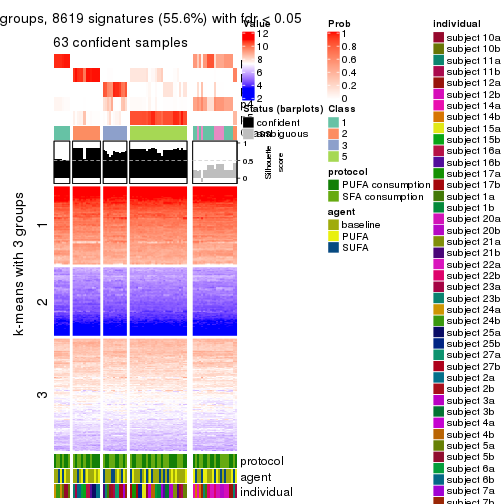 groups, 8619 signatures (55.6%) with fdr < 0.05
63 confident samples
k-means with 3 groups
1
2
3
1
0.5
0
Silhouette
score
protocol
agent
individual
Value
12
10
8
6
4
2
Status (barplots)
confident
ambiguous
Prob
1
0.8
0.6
0.4
0.2
0
Class
1
2
3
5
protocol
PUFA consumption
SFA consumption
agent
baseline
PUFA
SUFA
individual
subject 10a
subject 10b
subject 11a
subject 11b
subject 12a
subject 12b
subject 14a
subject 14b
subject 15a
subject 15b
subject 16a
subject 16b
subject 17a
subject 17b
subject 1a
subject 1b
subject 20a
subject 20b
subject 21a
subject 21b
subject 22a
subject 22b
subject 23a
subject 23b
subject 24a
subject 24b
subject 25a
subject 25b
subject 27a
subject 27b
subject 2a
subject 2b
subject 3a
subject 3b
subject 4a
subject 4b
subject 5a
subject 5b
subject 6a
subject 6b
subject 7a
subject 7b